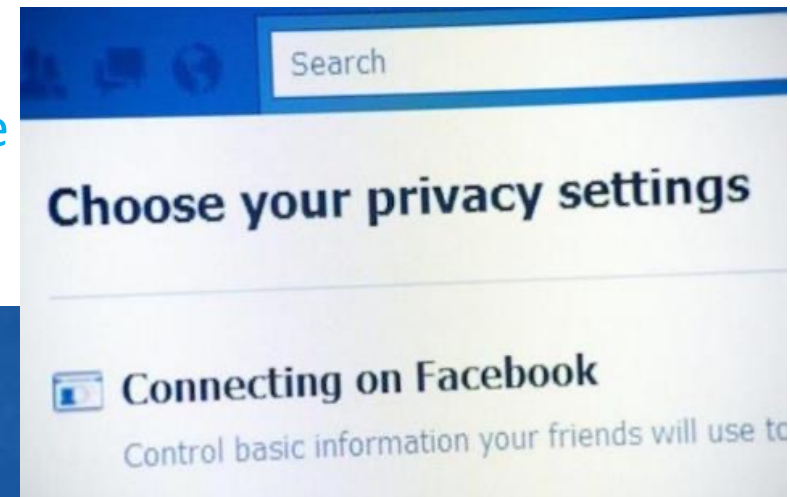 Search
e
Choose your privacy settings
Connecting on Facebook
Control basic information your friends will use to